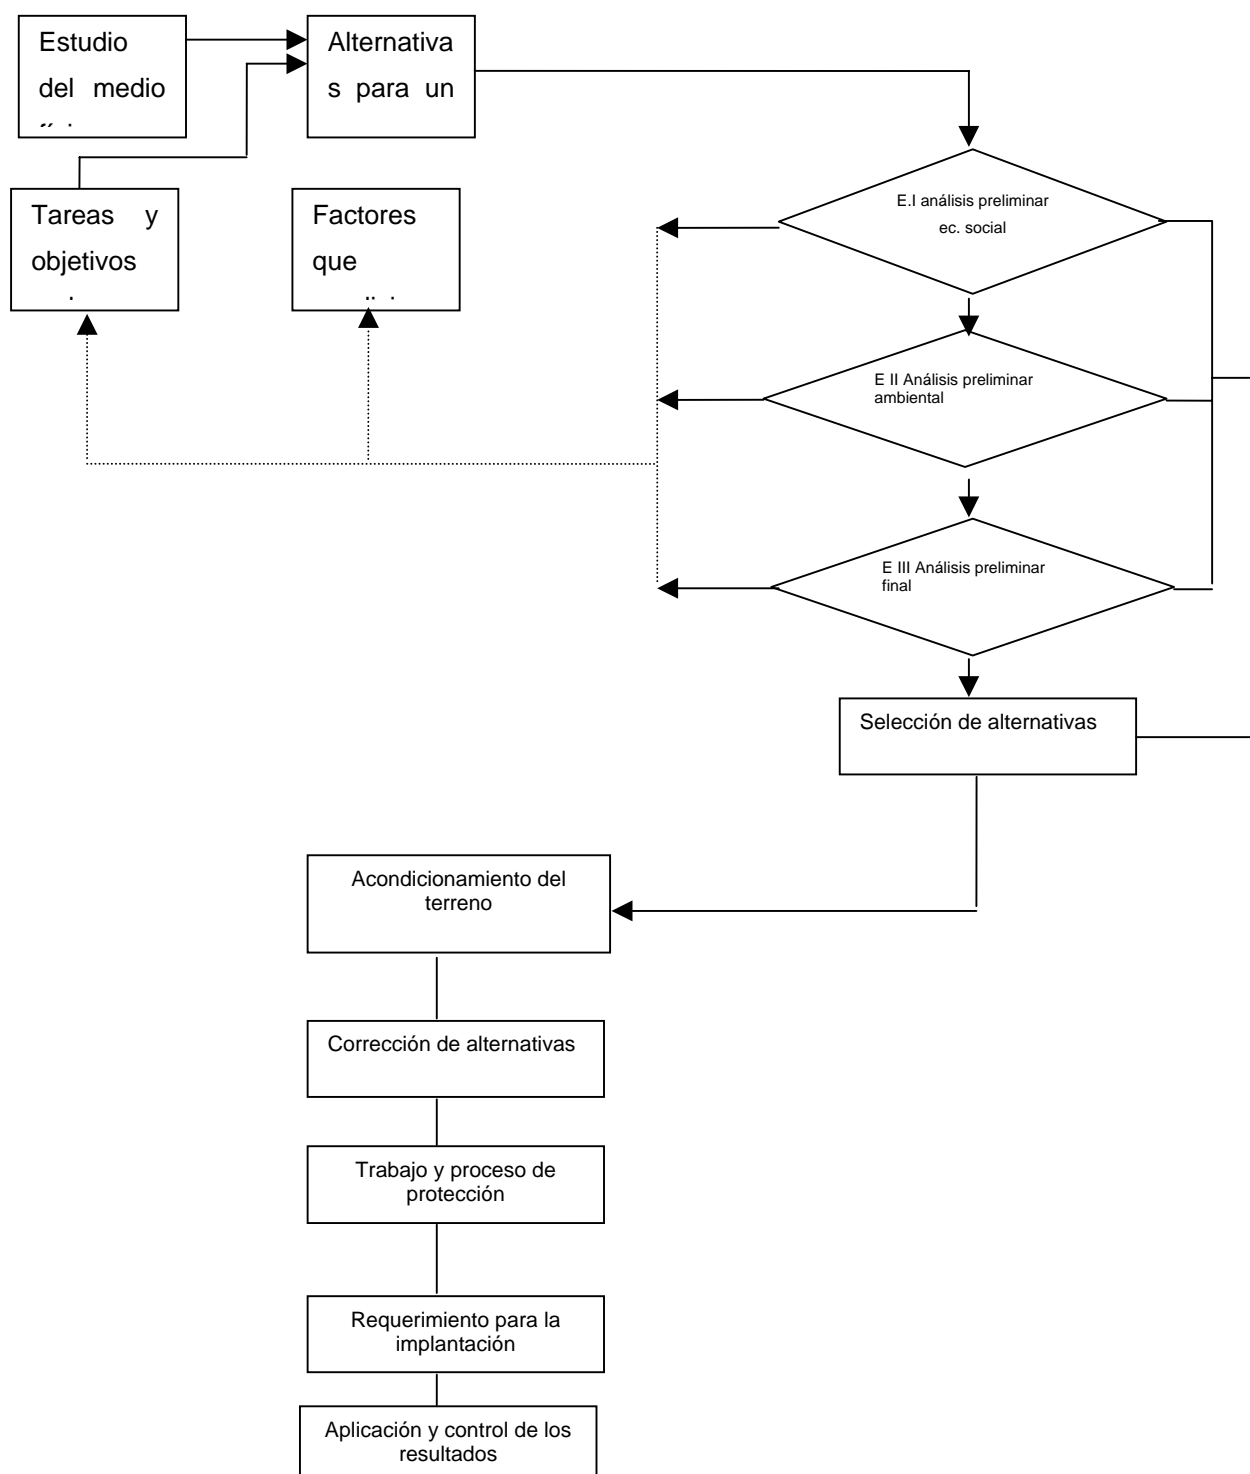 Estudio
del medio
Alternativa
s para un
Tareas y
objetivos
Factores
que
E.I análisis preliminar
ec. social
E II Análisis preliminar
ambiental
E III Análisis preliminar
final
Selección de alternativas
Acondicionamiento del
terreno
Corrección de alternativas
Trabajo y proceso de
protección
Requerimiento para la
implantación
Aplicación y control de los
resultados